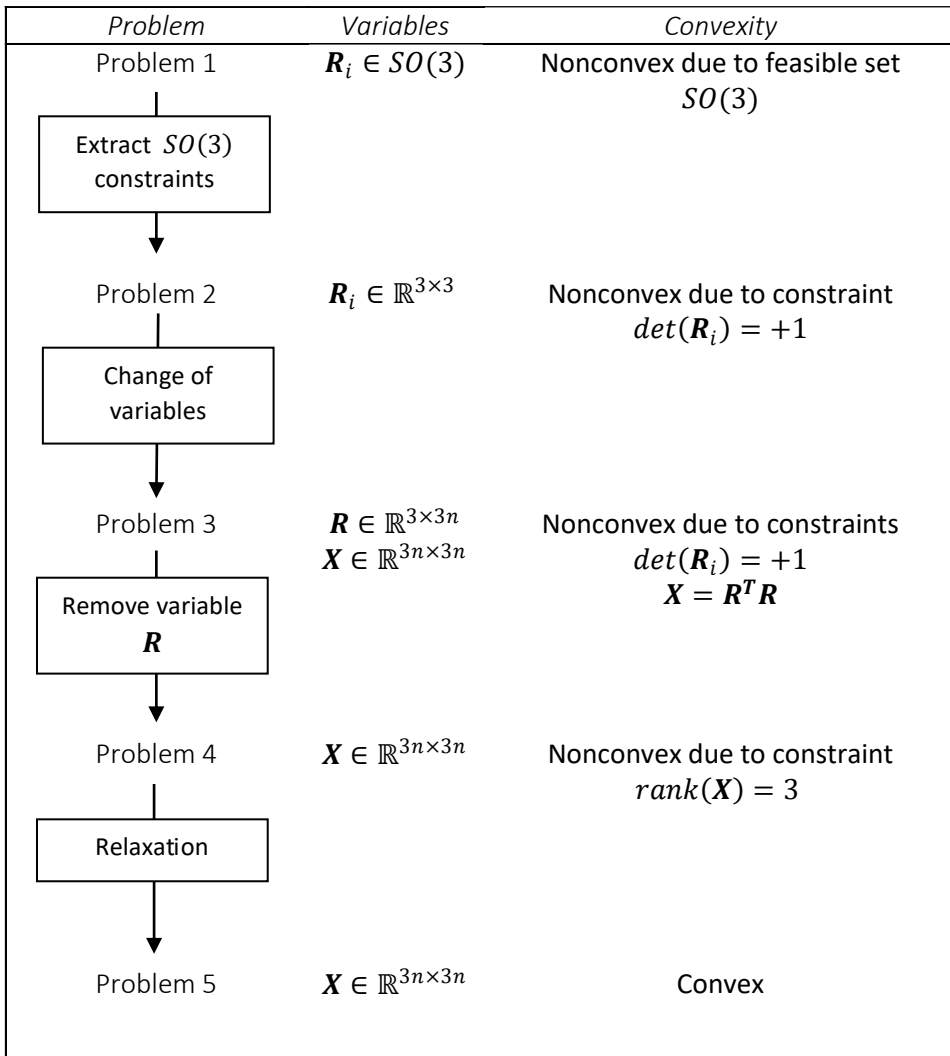 Problem Variables Convexity
Problem 1 𝑹ᵢ ∈ 𝑆𝑂(3) Nonconvex due to feasible set
𝑆𝑂(3)
Extract 𝑆𝑂(3)
constraints
Problem 2 𝑹ᵢ ∈ ℝ³ˣ³ Nonconvex due to constraint
𝑑𝑒𝑡(𝑹ᵢ) = +1
Change of
variables
Problem 3 𝑹 ∈ ℝ³ˣ³ⁿ Nonconvex due to constraints
𝑿 ∈ ℝ³ⁿˣ³ⁿ 𝑑𝑒𝑡(𝑹ᵢ) = +1
𝑿 = 𝑹ᵀ𝑹
Remove variable
𝑹
Problem 4 𝑿 ∈ ℝ³ⁿˣ³ⁿ Nonconvex due to constraint
𝑟𝑎𝑛𝑘(𝑿) = 3
Relaxation
Problem 5 𝑿 ∈ ℝ³ⁿˣ³ⁿ Convex